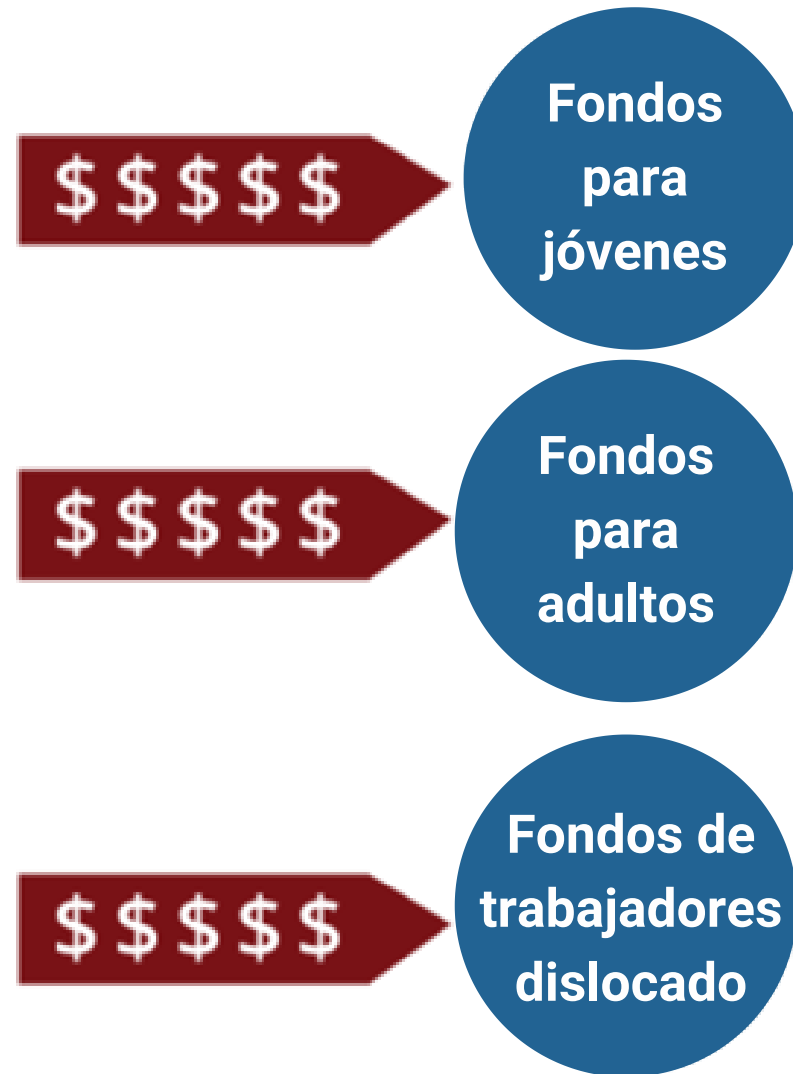 $ $ $ $ $
Fondos
para
jóvenes
$ $ $ $ $
Fondos
para
adultos
$ $ $ $ $
Fondos de
trabajadores
dislocado